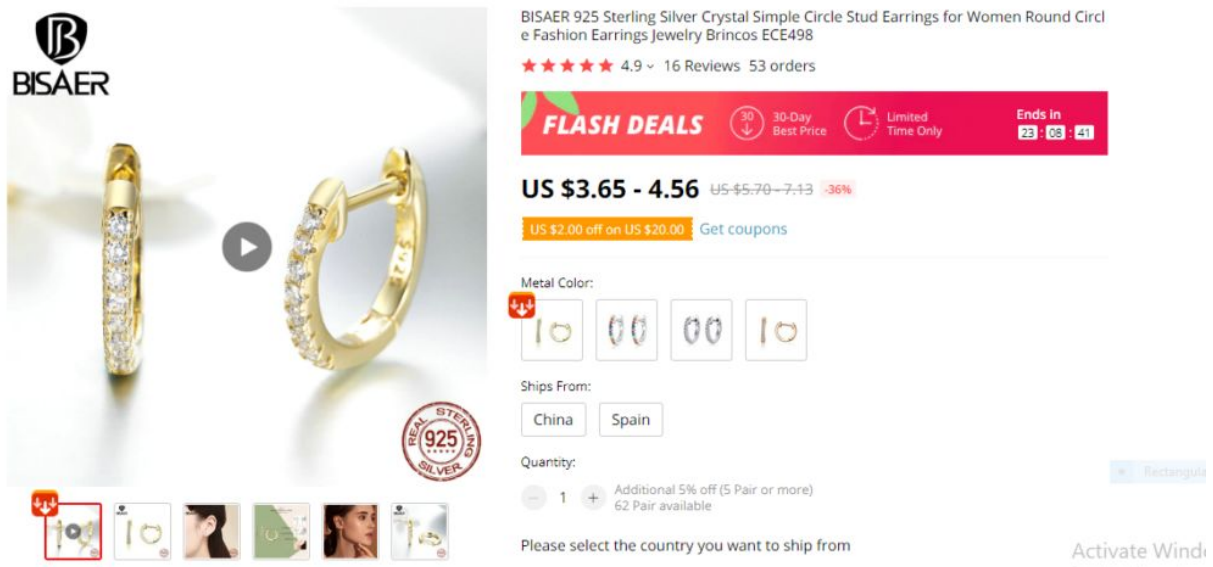 BISAER
BISAER 925 Sterling Silver Crystal Simple Circle Stud Earrings for Women Round Circl
e Fashion Earrings Jewelry Brincos ECE498
4.9 16 Reviews 53 orders
FLASH DEALS
30
30-Day
Best Price
Limited
Time Only
Ends in
23 : 08 : 41
US $3.65 - 4.56 US $5.70 - 7.13 -36%
US $2.00 off on US $20.00 Get coupons
S925
Metal Color:
Ships From:
China Spain
REAL STERLING
925
SILVER
Quantity:
- 1 + Additional 5% off (5 Pair or more)
62 Pair available
Please select the country you want to ship from
Activate